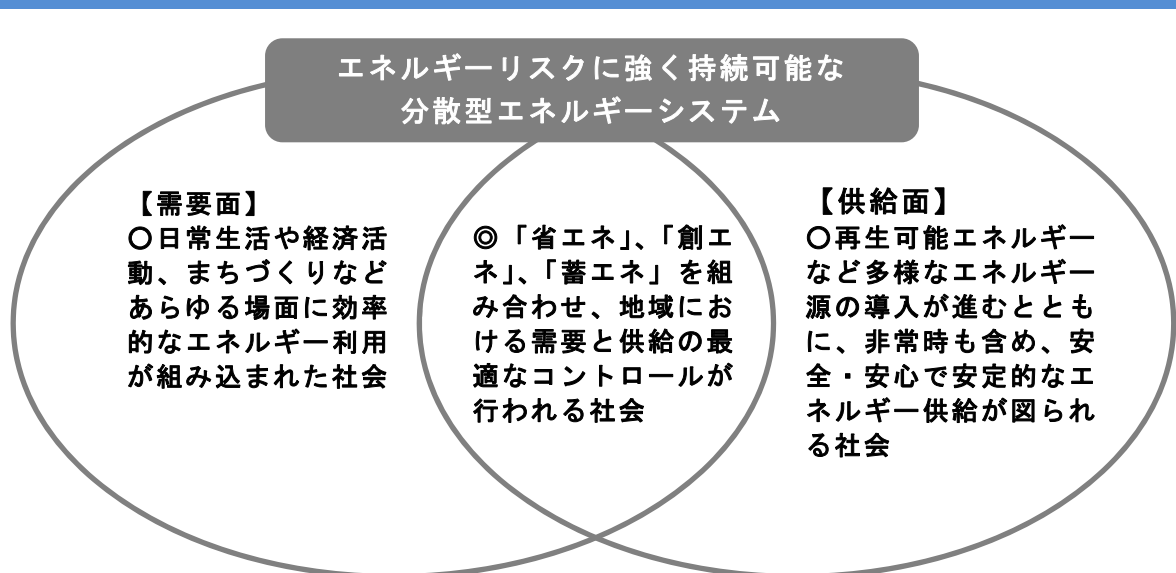 エネルギーリスクに強く持続可能な
分散型エネルギーシステム
【需要面】
○日常生活や経済活
動、まちづくりなど
あらゆる場面に効率
的なエネルギー利用
が組み込まれた社会
◎「省エネ」、「創エ
ネ」、「蓄エネ」を組
み合わせ、地域にお
ける需要と供給の最
適なコントロールが
行われる社会
【供給面】
○再生可能エネルギー
など多様なエネルギー
源の導入が進むととも
に、非常時も含め、安
全・安心で安定的なエ
ネルギー供給が図られ
る社会